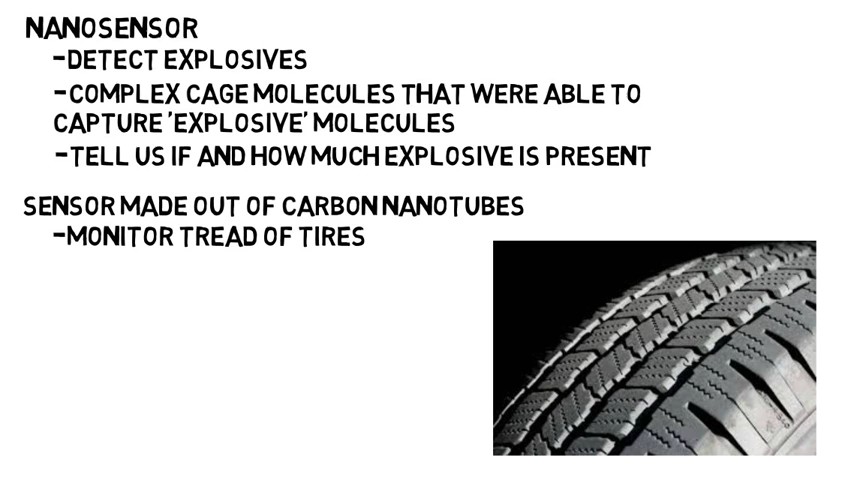 NANOSENSOR
-DETECT EXPLOSIVES
-COMPLEX CAGE MOLECULES THAT WERE ABLE TO
CAPTURE 'EXPLOSIVE' MOLECULES
-TELL US IF AND HOW MUCH EXPLOSIVE IS PRESENT
SENSOR MADE OUT OF CARBON NANOTUBES
-MONITOR TREAD OF TIRES